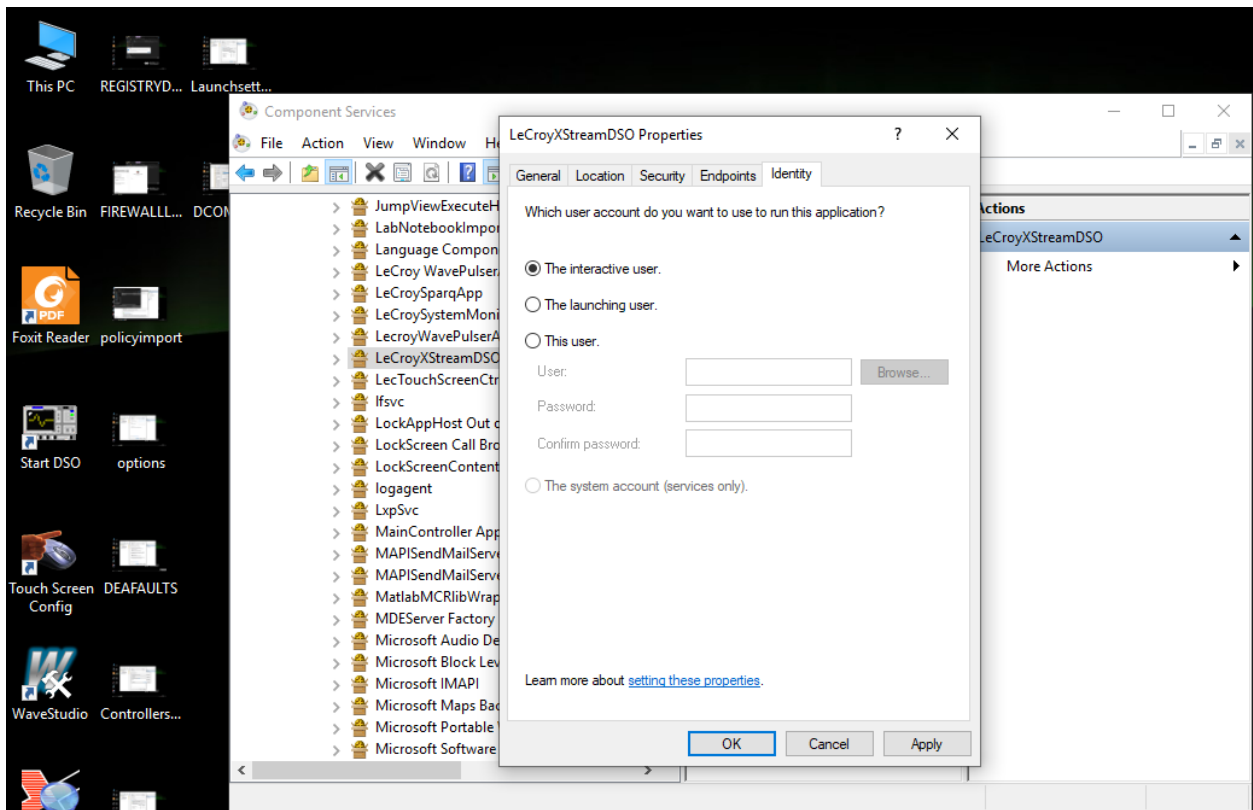 This PC
REGISTRYD...
Launchsett...
Recycle Bin
FIREWALLL...
DCOM
PDF
Foxit Reader
policyimport
Start DSO
options
Touch Screen
Config
DEAFAULTS
WaveStudio
Controllers...
Component Services
File Action View Window He
JumpViewExecuteH
LabNotebookImpor
Language Compon
LeCroy WavePulser
LeCroySparqApp
LeCroySystemMoni
LecroyWavePulserA
LeCroyXStreamDSO
LecTouchScreenCtr
lfsvc
LockAppHost Out o
LockScreen Call Bro
LockScreenContent
logagent
LxpSvc
MainController App
MAPISendMailServe
MAPISendMailServe
MatlabMCRlibWrap
MDEServer Factory
Microsoft Audio De
Microsoft Block Lev
Microsoft IMAPI
Microsoft Maps Bac
Microsoft Portable
Microsoft Software
LeCroyXStreamDSO Properties
General Location Security Endpoints Identity
Which user account do you want to use to run this application?
The interactive user.
The launching user.
This user.
User:
Browse...
Password:
Confirm password:
The system account (services only).
Learn more about setting these properties.
OK Cancel Apply
Actions
LeCroyXStreamDSO
More Actions